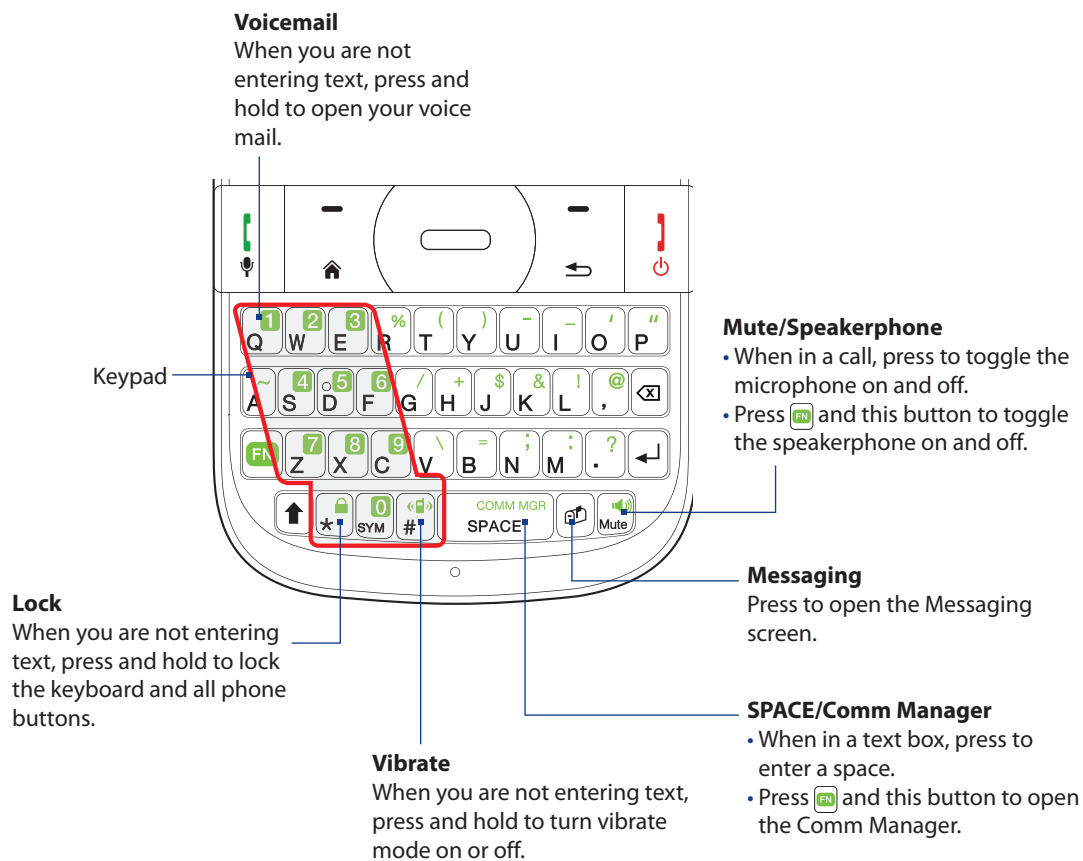 Voicemail
When you are not
entering text, press and
hold to open your voice
mail.
Keypad
1 2 3 % ( ) - _ ' "
Q W E R T Y U I O P
~ 4 5 6 / + $ & ! @
A S D F G H J K L ,
7 8 9 \ = ; : ?
FN Z X C V B N M .
0 COMM MGR
* SYM # SPACE Mute
Mute/Speakerphone
• When in a call, press to toggle the
microphone on and off.
• Press FN and this button to toggle
the speakerphone on and off.
Messaging
Press to open the Messaging
screen.
SPACE/Comm Manager
• When in a text box, press to
enter a space.
• Press FN and this button to open
the Comm Manager.
Lock
When you are not entering
text, press and hold to lock
the keyboard and all phone
buttons.
Vibrate
When you are not entering text,
press and hold to turn vibrate
mode on or off.